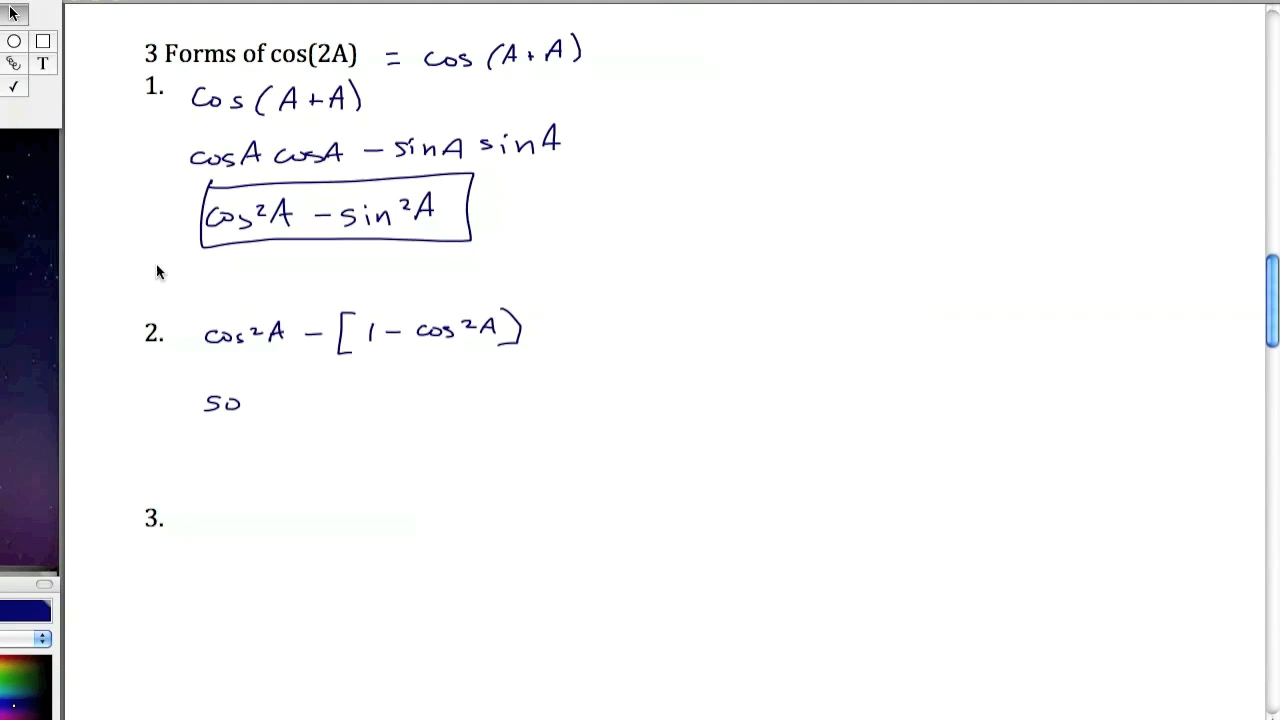 3 Forms of cos(2A) = cos (A + A)
1. cos (A + A)
cosA cosA - sinA sinA
cos²A - sin²A
2. cos²A - [1 - cos²A]
so
3.
T